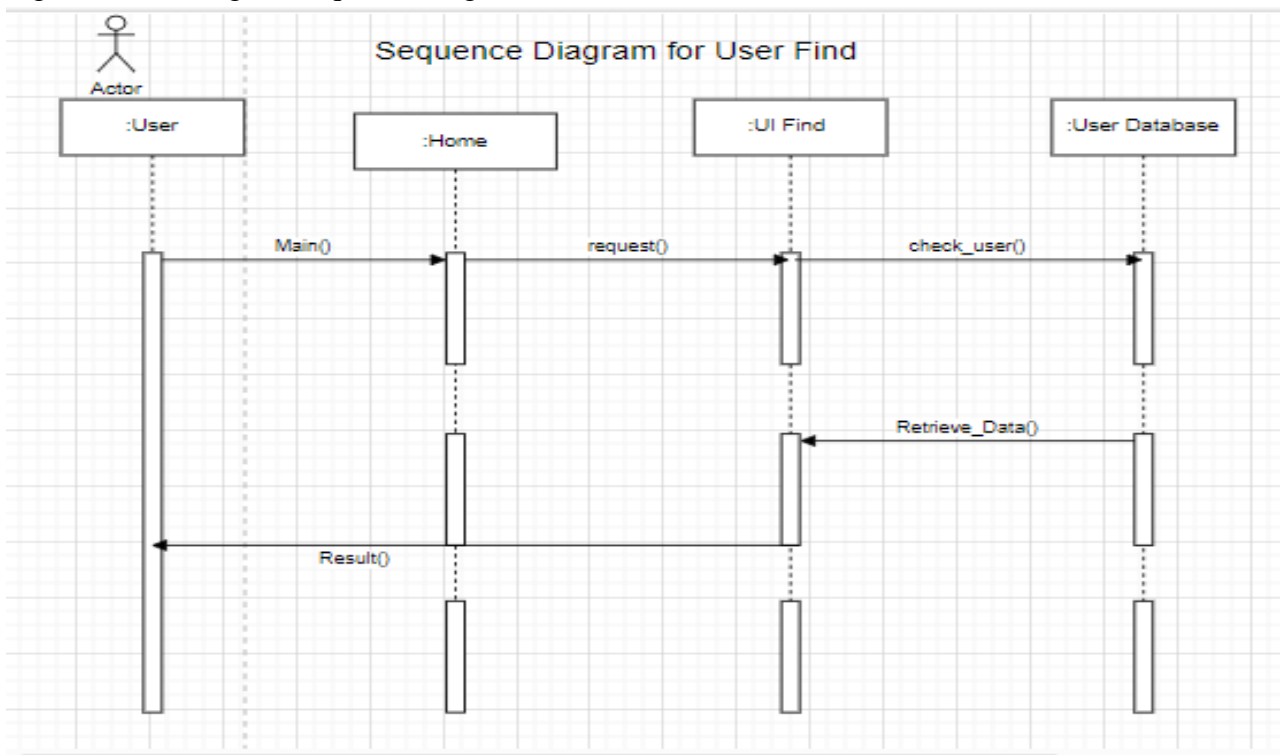 Sequence Diagram for User Find
Actor
:User
:Home
:UI Find
:User Database
Main()
request()
check_user()
Retrieve_Data()
Result()